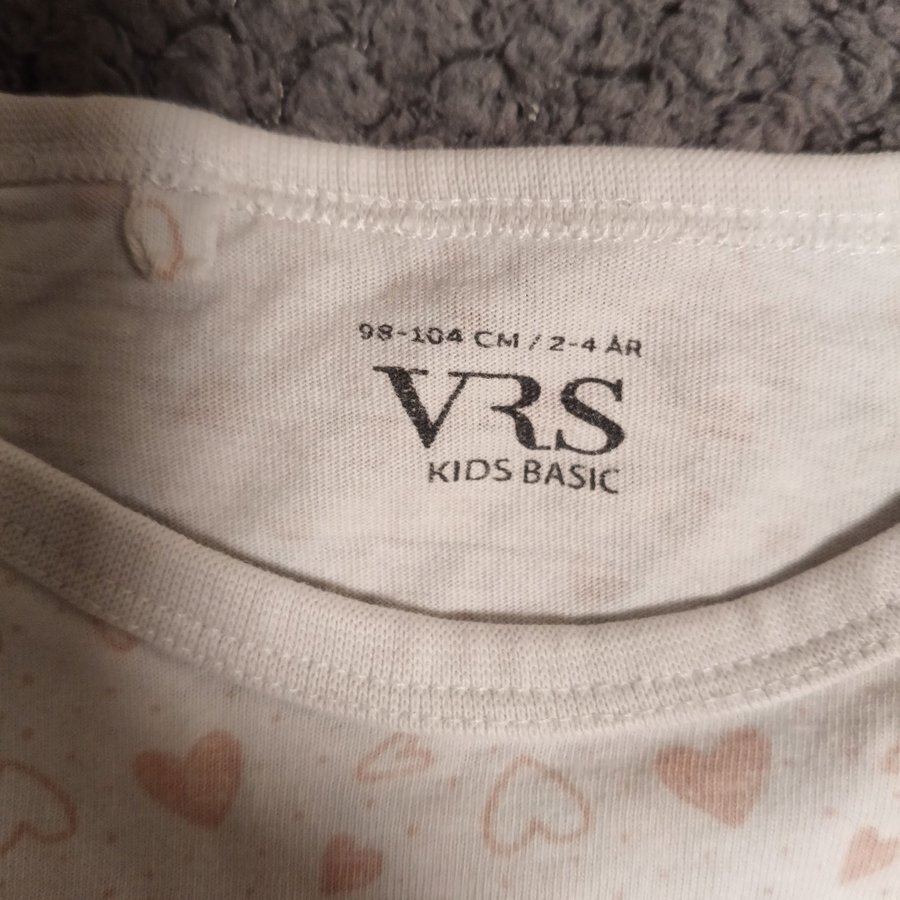 98-104 CM / 2-4 ÅR
VRS
KIDS BASIC